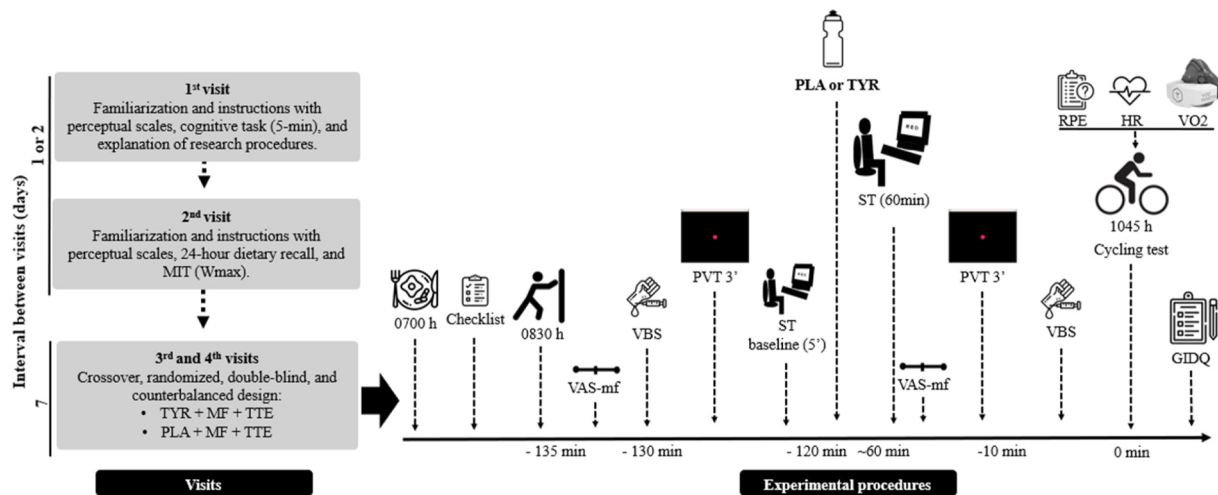 Interval between visits (days)
1 or 2
7
1st visit
Familiarization and instructions with
perceptual scales, cognitive task (5-min), and
explanation of research procedures.
2nd visit
Familiarization and instructions with
perceptual scales, 24-hour dietary recall, and
MIT (Wmax).
3rd and 4th visits
Crossover, randomized, double-blind, and
counterbalanced design:
• TYR + MF + TTE
• PLA + MF + TTE
Visits
0700 h
Checklist
0830 h
VAS-mf
VBS
PVT 3’
ST
baseline (5’)
PLA or TYR
RED
ST (60min)
VAS-mf
PVT 3’
VBS
RPE
HR
VO2
1045 h
Cycling test
GIDQ
- 135 min
- 130 min
- 120 min
~60 min
-10 min
0 min
Experimental procedures